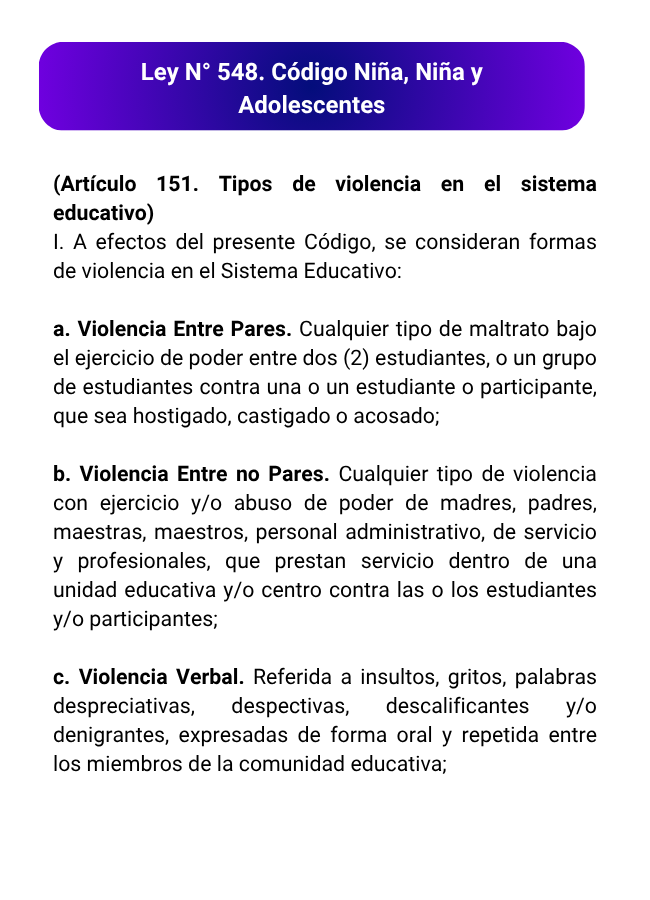 Ley N° 548. Código Niña, Niña y
Adolescentes
(Artículo 151. Tipos de violencia en el sistema
educativo)
I. A efectos del presente Código, se consideran formas
de violencia en el Sistema Educativo:
a. Violencia Entre Pares. Cualquier tipo de maltrato bajo
el ejercicio de poder entre dos (2) estudiantes, o un grupo
de estudiantes contra una o un estudiante o participante,
que sea hostigado, castigado o acosado;
b. Violencia Entre no Pares. Cualquier tipo de violencia
con ejercicio y/o abuso de poder de madres, padres,
maestras, maestros, personal administrativo, de servicio
y profesionales, que prestan servicio dentro de una
unidad educativa y/o centro contra las o los estudiantes
y/o participantes;
c. Violencia Verbal. Referida a insultos, gritos, palabras
despreciativas, despectivas, descalificantes y/o
denigrantes, expresadas de forma oral y repetida entre
los miembros de la comunidad educativa;